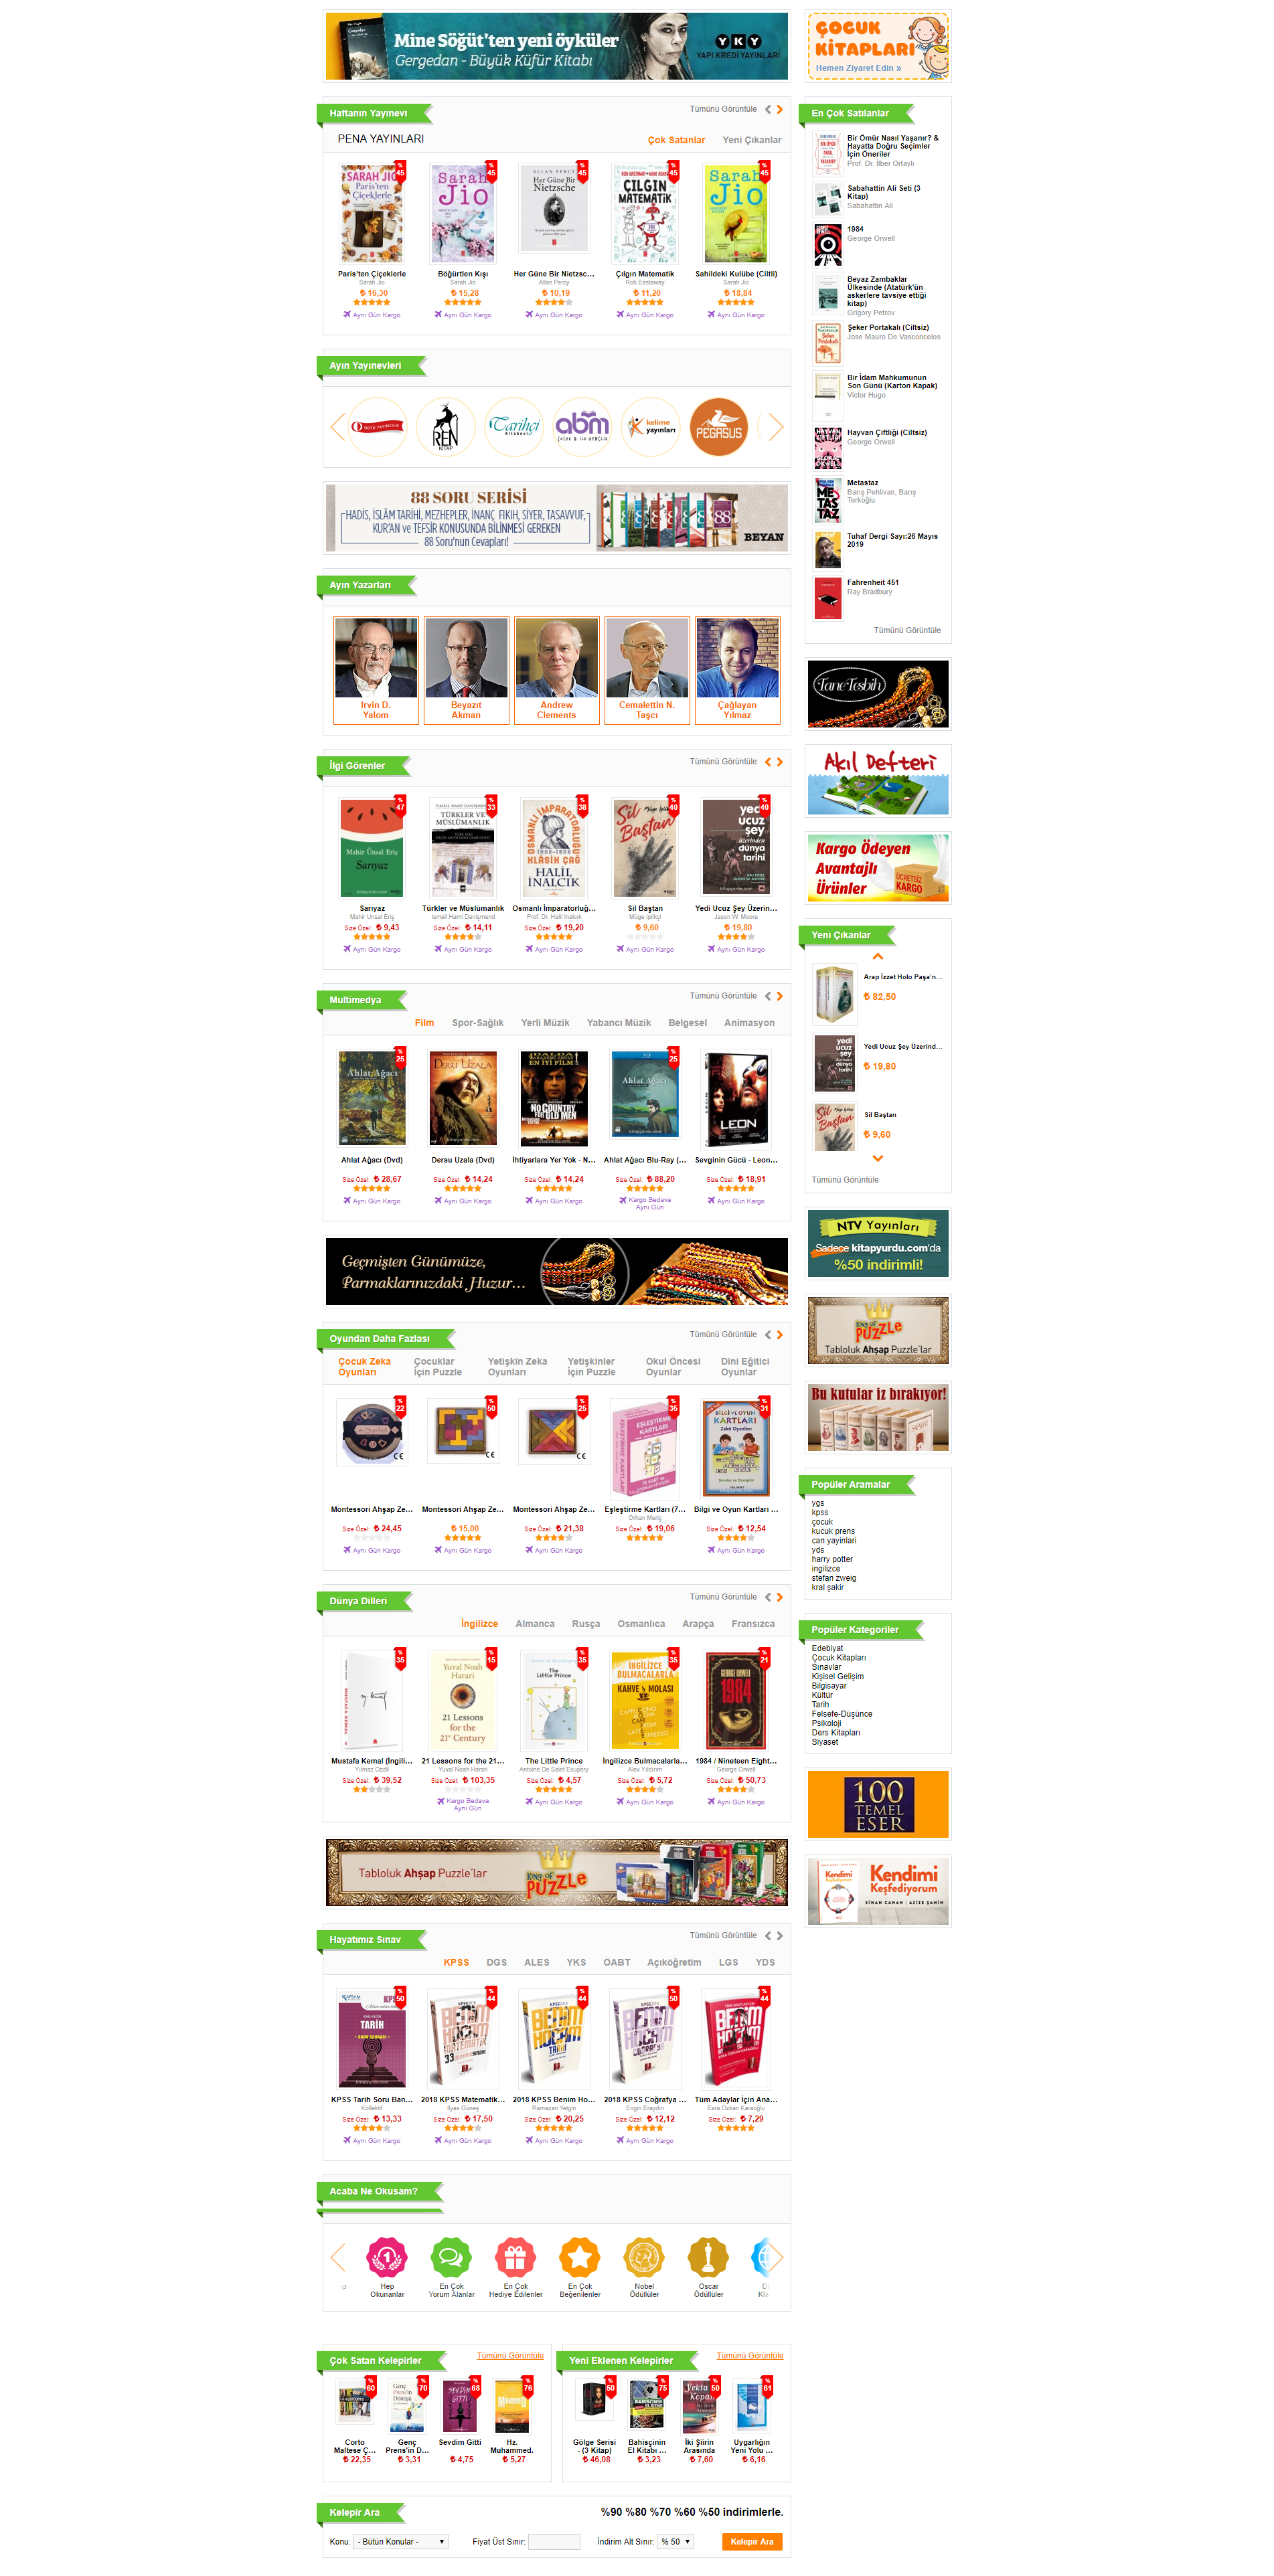 Mine Söğüt'ten yeni öyküler
Gergedan - Büyük Küfür Kitabı
YKY
YAPI KREDİ YAYINLARI
ÇOCUK
KİTAPLARI
Hemen Ziyaret Edin »
Haftanın Yayınevi
Tümünü Görüntüle
PENA YAYINLARI
Çok Satanlar
Yeni Çıkanlar
Paris'ten Çiçeklerle
Sarah Jio
16,30
Aynı Gün Kargo
Böğürtlen Kışı
Sarah Jio
15,28
Aynı Gün Kargo
Her Güne Bir Nietzsc...
Allan Percy
10,19
Aynı Gün Kargo
Çılgın Matematik
Rob Eastaway
11,20
Aynı Gün Kargo
Sahildeki Kulübe (Ciltli)
Sarah Jio
18,84
Aynı Gün Kargo
Ayın Yayınevleri
REN
KİTAP
Tarihçi
Kitabevi
abm
kelime
yayınları
PEGASUS
88 SORU SERİSİ
HADİS, İSLÂM TARİHİ, MEZHEPLER, İNANÇ FIKIH, SİYER, TASAVVUF,
KUR'AN ve TEFSİR KONUSUNDA BİLİNMESİ GEREKEN
88 Soru'nun Cevapları!
BEYAN
Ayın Yazarları
Irvin D.
Yalom
Beyazıt
Akman
Andrew
Clements
Cemalettin N.
Taşcı
Çağlayan
Yılmaz
İlgi Görenler
Tümünü Görüntüle
Sarıyaz
Mahir Ünsal Eriş
Size Özel: 9,43
Aynı Gün Kargo
Türkler ve Müslümanlık
İsmail Hami Danişmend
Size Özel: 14,11
Aynı Gün Kargo
Osmanlı İmparatorluğ...
Prof. Dr. Halil İnalcık
Size Özel: 19,20
Aynı Gün Kargo
Sil Baştan
Müge İplikçi
9,60
Aynı Gün Kargo
Yedi Ucuz Şey Üzerin...
Jason W. Moore
19,80
Aynı Gün Kargo
Multimedya
Tümünü Görüntüle
Film
Spor-Sağlık
Yerli Müzik
Yabancı Müzik
Belgesel
Animasyon
Ahlat Ağacı (Dvd)
Size Özel: 28,67
Aynı Gün Kargo
Dersu Uzala (Dvd)
Size Özel: 14,24
Aynı Gün Kargo
İhtiyarlara Yer Yok - N...
Size Özel: 14,24
Aynı Gün Kargo
Ahlat Ağacı Blu-Ray (...
Size Özel: 88,20
Kargo Bedava
Aynı Gün
Sevginin Gücü - Leon...
Size Özel: 18,91
Aynı Gün Kargo
Geçmişten Günümüze,
Parmaklarınızdaki Huzur...
Oyundan Daha Fazlası
Tümünü Görüntüle
Çocuk Zeka
Oyunları
Çocuklar
İçin Puzzle
Yetişkin Zeka
Oyunları
Yetişkinler
İçin Puzzle
Okul Öncesi
Oyunlar
Dini Eğitici
Oyunlar
Montessori Ahşap Ze...
Size Özel: 24,45
Aynı Gün Kargo
Montessori Ahşap Ze...
15,00
Aynı Gün Kargo
Montessori Ahşap Ze...
Size Özel: 21,38
Aynı Gün Kargo
Eşleştirme Kartları (7...
Orhan Meriç
Size Özel: 19,06
Bilgi ve Oyun Kartları ...
Size Özel: 12,54
Aynı Gün Kargo
Dünya Dilleri
Tümünü Görüntüle
İngilizce
Almanca
Rusça
Osmanlıca
Arapça
Fransızca
Mustafa Kemal (İngili...
Yılmaz Özdil
Size Özel: 39,52
21 Lessons for the 21...
Yuval Noah Harari
Size Özel: 103,35
Kargo Bedava
Aynı Gün
The Little Prince
Antoine De Saint Exupery
Size Özel: 4,57
Aynı Gün Kargo
İngilizce Bulmacalarla...
Alev Yıldırım
Size Özel: 5,72
Aynı Gün Kargo
1984 / Nineteen Eight...
George Orwell
Size Özel: 50,73
Aynı Gün Kargo
Tabloluk Ahşap Puzzle'lar
KING OF
PUZZLE
Hayatımız Sınav
Tümünü Görüntüle
KPSS
DGS
ALES
YKS
ÖABT
Açıköğretim
LGS
YDS
KPSS Tarih Soru Ban...
Kollektif
Size Özel: 13,33
Aynı Gün Kargo
2018 KPSS Matematik...
İlyas Güneş
Size Özel: 17,50
Aynı Gün Kargo
2018 KPSS Benim Ho...
Ramazan Yetgin
Size Özel: 20,25
Aynı Gün Kargo
2018 KPSS Coğrafya ...
Engin Eraydın
Size Özel: 12,12
Aynı Gün Kargo
Tüm Adaylar İçin Ana...
Esra Özkan Karaoğlu
Size Özel: 7,29
Acaba Ne Okusam?
Hep
Okunanlar
En Çok
Yorum Alanlar
En Çok
Hediye Edilenler
En Çok
Beğenilenler
Nobel
Ödüllüler
Oscar
Ödüllüler
Çok Satan Kelepirler
Tümünü Görüntüle
Corto
Maltese Ç...
22,35
Genç
Prens'in D...
3,31
Sevdim Gitti
4,75
Hz.
Muhammed.
5,27
Yeni Eklenen Kelepirler
Tümünü Görüntüle
Gölge Serisi
- (3 Kitap)
46,08
Bahisçinin
El Kitabı ...
3,23
İki Şiirin
Arasında
7,60
Uygarlığın
Yeni Yolu ...
6,16
Kelepir Ara
%90 %80 %70 %60 %50 indirimlerle.
Konu: - Bütün Konular -
Fiyat Üst Sınır:
İndirim Alt Sınır: % 50
Kelepir Ara
En Çok Satılanlar
Bir Ömür Nasıl Yaşanır? &
Hayatta Doğru Seçimler
İçin Öneriler
Prof. Dr. İlber Ortaylı
Sabahattin Ali Seti (3
Kitap)
Sabahattin Ali
1984
George Orwell
Beyaz Zambaklar
Ülkesinde (Atatürk'ün
askerlere tavsiye ettiği
kitap)
Grigory Petrov
Şeker Portakalı (Ciltsiz)
Jose Mauro De Vasconcelos
Bir İdam Mahkumunun
Son Günü (Karton Kapak)
Victor Hugo
Hayvan Çiftliği (Ciltsiz)
George Orwell
Metastaz
Barış Pehlivan, Barış
Terkoğlu
Tuhaf Dergi Sayı:26 Mayıs
2019
Fahrenheit 451
Ray Bradbury
Tümünü Görüntüle
Tane Tesbih
Akıl Defteri
Kargo Ödeyen
Avantajlı
Ürünler
ÜCRETSİZ
KARGO
Yeni Çıkanlar
Arap İzzet Holo Paşa'n...
82,50
Yedi Ucuz Şey Üzerind...
19,80
Sil Baştan
9,60
Tümünü Görüntüle
NTV Yayınları
Sadece kitapyurdu.com'da
%50 indirimli!
KING OF
PUZZLE
Tabloluk Ahşap Puzzle'lar
Bu kutular iz bırakıyor!
Popüler Aramalar
ygs
kpss
çocuk
kucuk prens
can yayinlari
yds
harry potter
ingilizce
stefan zweig
kral şakir
Popüler Kategoriler
Edebiyat
Çocuk Kitapları
Sınavlar
Kişisel Gelişim
Bilgisayar
Kültür
Tarih
Felsefe-Düşünce
Psikoloji
Ders Kitapları
Siyaset
100
TEMEL
ESER
Kendimi
Keşfediyorum
SİNAN CANAN | AZİZE ŞAHİN